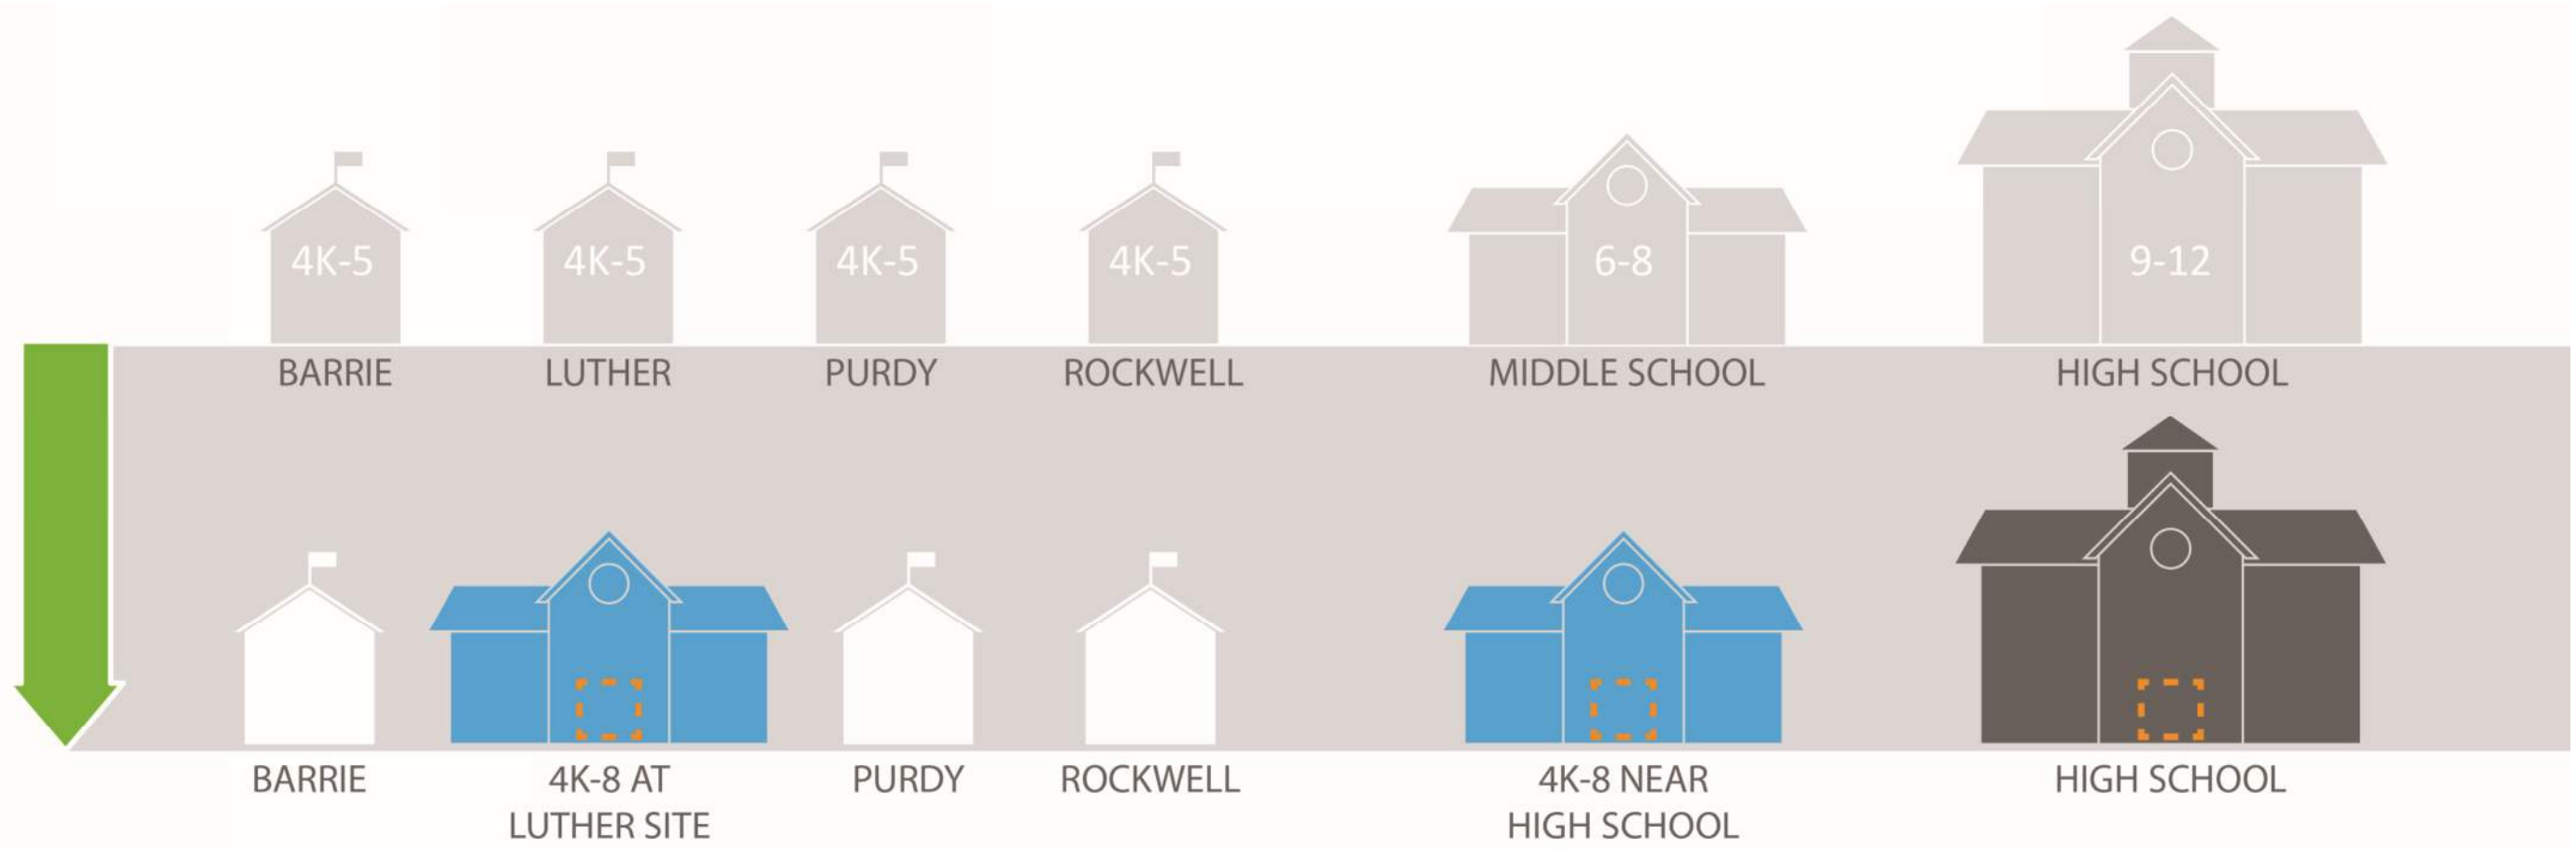 4K-5
4K-5
4K-5
4K-5
6-8
9-12
BARRIE
LUTHER
PURDY
ROCKWELL
MIDDLE SCHOOL
HIGH SCHOOL
BARRIE
4K-8 AT
LUTHER SITE
PURDY
ROCKWELL
4K-8 NEAR
HIGH SCHOOL
HIGH SCHOOL